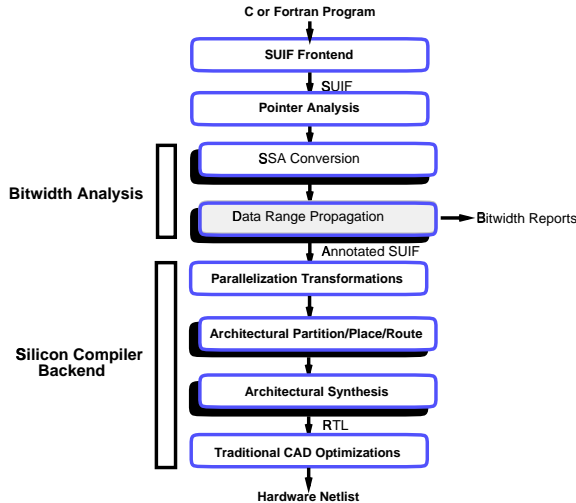 C or Fortran Program
SUIF Frontend
SUIF
Pointer Analysis
SSA Conversion
Bitwidth Analysis
Data Range Propagation
Bitwidth Reports
Annotated SUIF
Parallelization Transformations
Architectural Partition/Place/Route
Silicon Compiler
Backend
Architectural Synthesis
RTL
Traditional CAD Optimizations
Hardware Netlist